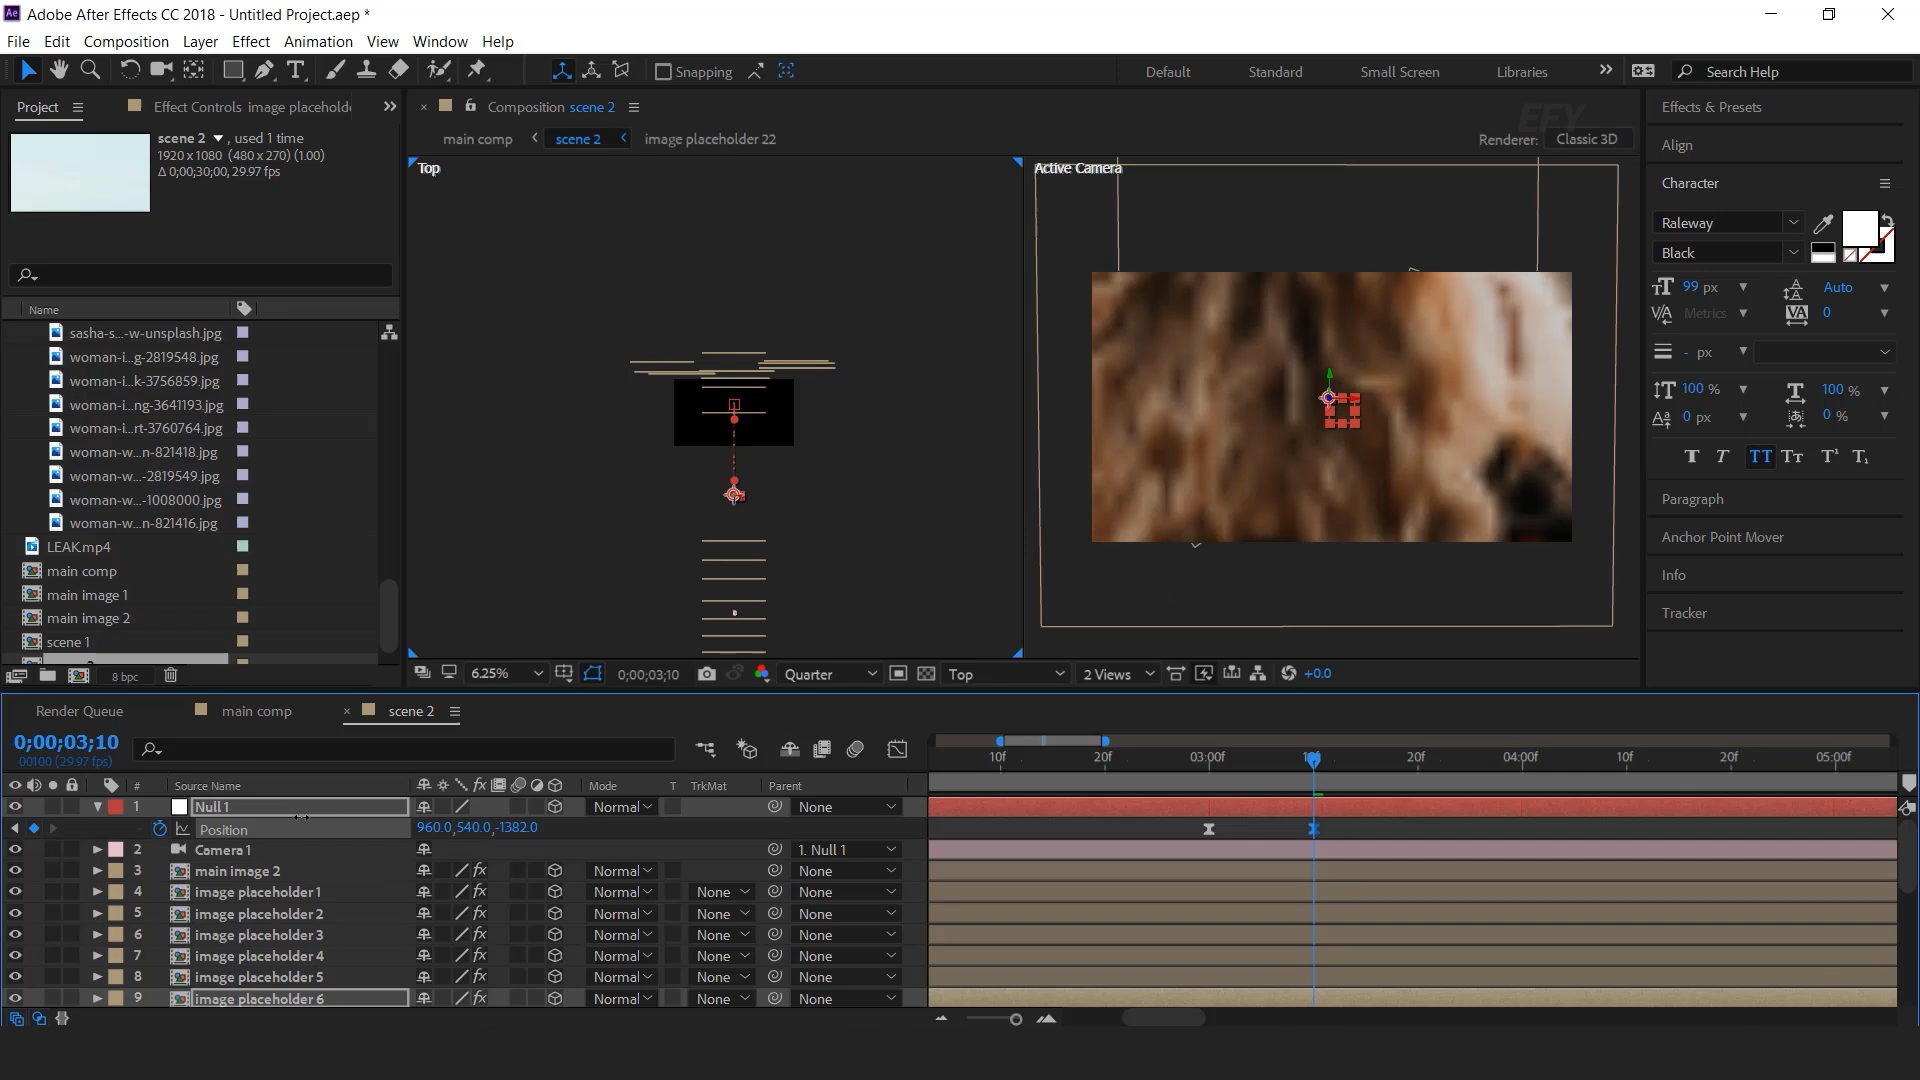 Adobe After Effects CC 2018 - Untitled Project.aep *
File Edit Composition Layer Effect Animation View Window Help
Snapping
Default Standard Small Screen Libraries
Search Help
Project
Effect Controls image placeholde
Composition scene 2
Effects & Presets
scene 2 , used 1 time
1920 x 1080 (480 x 270) (1.00)
Δ 0;00;30;00, 29.97 fps
main comp scene 2 image placeholder 22
EFY
Renderer: Classic 3D
Top
Active Camera
Align
Character
Raleway
Black
99 px
Auto
Metrics
0
- px
100 %
100 %
0 px
0 %
T T TT Tt T¹ T₁
Paragraph
Anchor Point Mover
Info
Tracker
Name
sasha-s...-w-unsplash.jpg
woman-i...g-2819548.jpg
woman-i...k-3756859.jpg
woman-i...ng-3641193.jpg
woman-i...rt-3760764.jpg
woman-w...n-821418.jpg
woman-w...-2819549.jpg
woman-w...-1008000.jpg
woman-w...n-821416.jpg
LEAK.mp4
main comp
main image 1
main image 2
scene 1
8 bpc
6.25% 0;00;03;10 Quarter Top 2 Views +0.0
Render Queue main comp scene 2
0;00;03;10
00100 (29.97 fps)
10f 20f 03:00f 20f 04:00f 10f 20f 05:00f
# Source Name Mode T TrkMat Parent
1 Null 1 Normal None
Position 960.0,540.0,-1382.0
2 Camera 1 1. Null 1
3 main image 2 Normal None
4 image placeholder 1 Normal None None
5 image placeholder 2 Normal None None
6 image placeholder 3 Normal None None
7 image placeholder 4 Normal None None
8 image placeholder 5 Normal None None
9 image placeholder 6 Normal None None